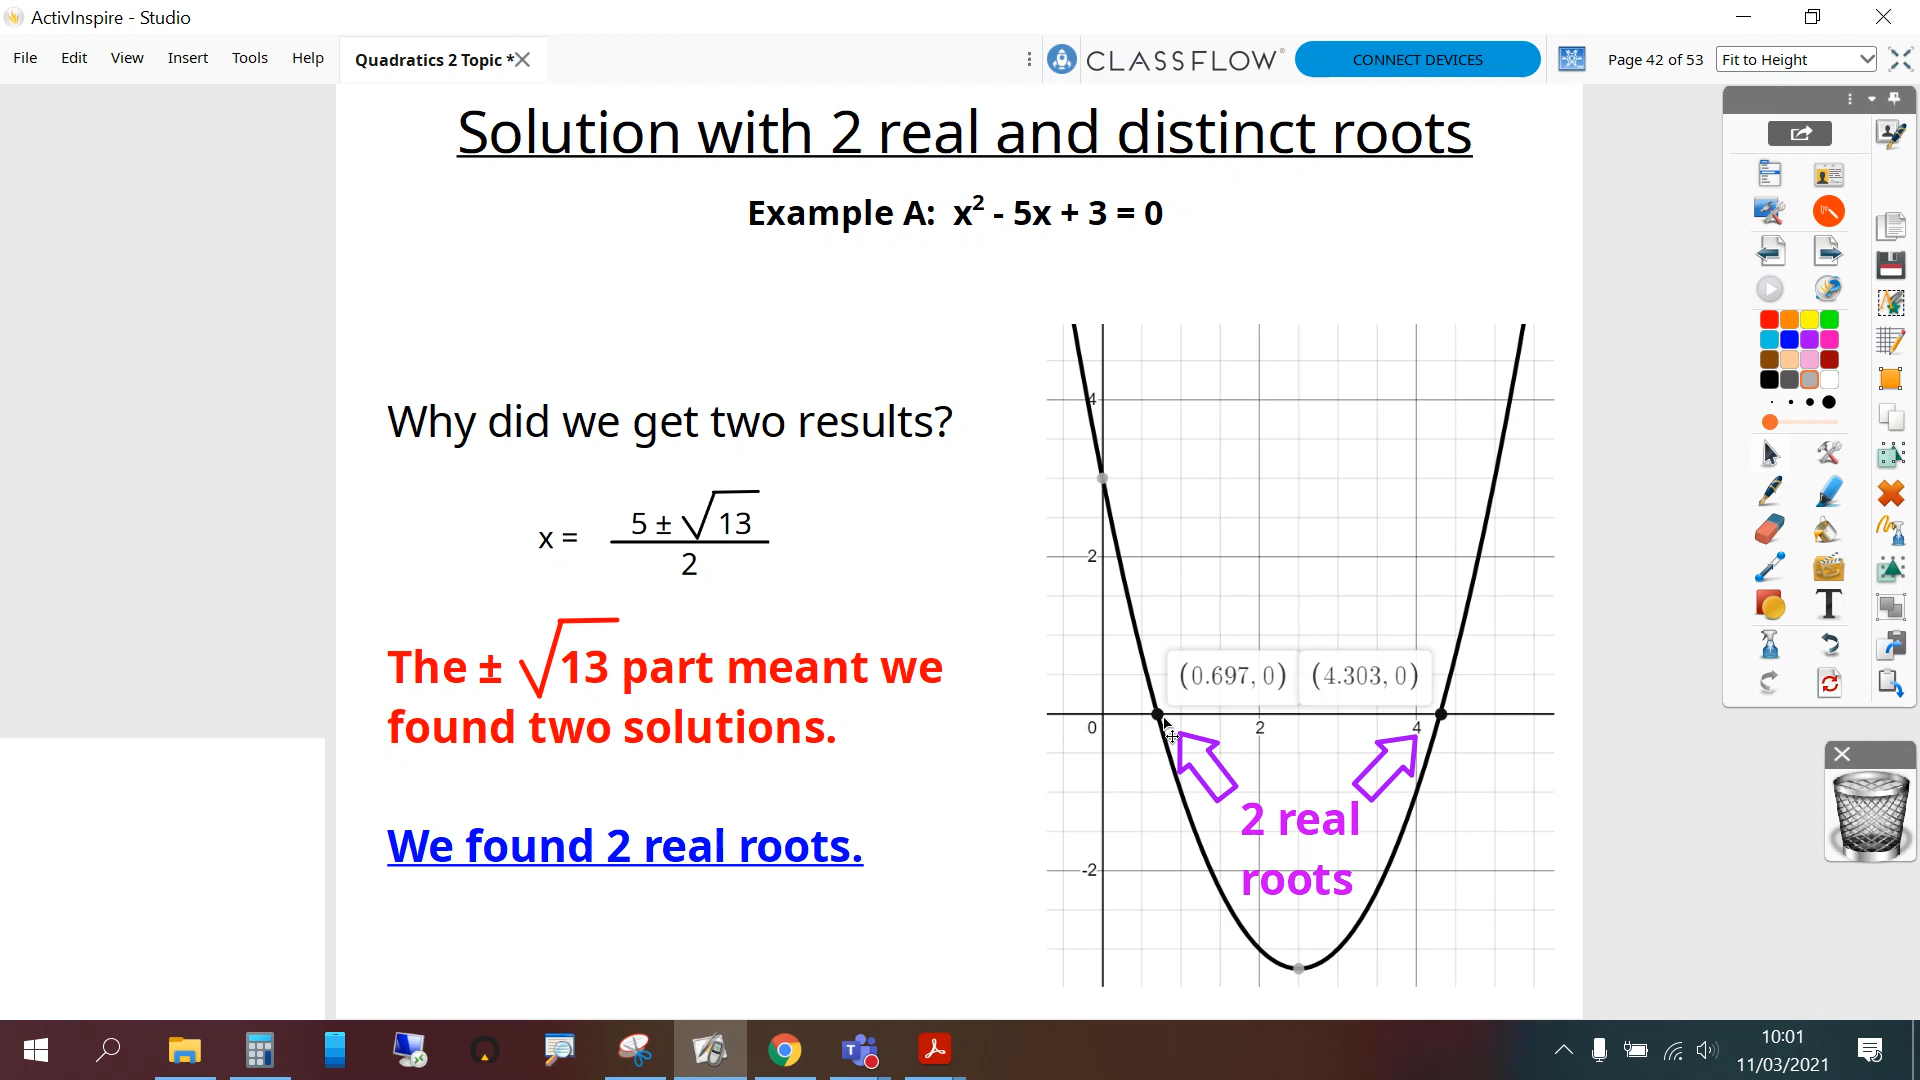 ActivInspire - Studio
File Edit View Insert Tools Help
Quadratics 2 Topic *
CLASSFLOW
CONNECT DEVICES
Page 42 of 53
Fit to Height
Solution with 2 real and distinct roots
Example A: x² - 5x + 3 = 0
Why did we get two results?
x = 5 ± √13
2
The ± √13 part meant we
found two solutions.
We found 2 real roots.
4
2
(0.697, 0) (4.303, 0)
0 2 4
-2
2 real
roots
T
10:01
11/03/2021